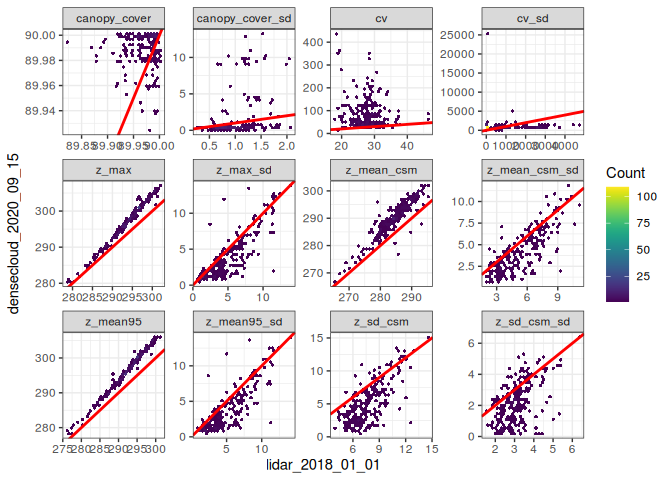 canopy_cover canopy_cover_sd cv cv_sd
90.00 89.98 89.96 89.94
10 5 0
400 300 200 100 0
25000 20000 15000 10000 5000 0
89.85 89.90 89.95 90.00
0.5 1.0 1.5 2.0
20 30 40
0 1000 2000 3000 4000
z_max z_max_sd z_mean_csm z_mean_csm_sd
300 290 280
10 5 0
300 290 280 270
10.0 7.5 5.0 2.5
280 285 290 295 300
0 5 10
270 280 290
3 6 9
z_mean95 z_mean95_sd z_sd_csm z_sd_csm_sd
300 290 280
10 5 0
15 10 5 0
6 4 2 0
275 280 285 290 295 300
5 10
6 9 12 15
2 3 4 5 6
densecloud_2020_09_15
lidar_2018_01_01
Count
100
75
50
25